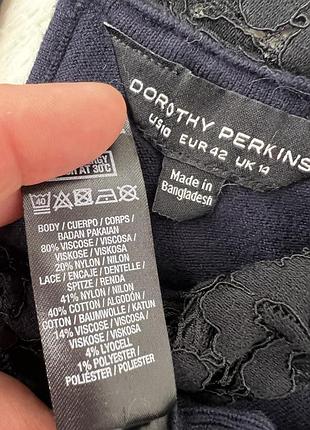 DOROTHY PERKINS
US10 EUR 42 UK 14
Made in
Bangladesh
AT 30°C
40
BODY / CUERPO / CORPS /
BADAN PAKAIAN
80% VISCOSE / VISCOSA /
VISKOSE / VISKOSA
20% NYLON / NILON
LACE / ENCAJE / DENTELLE /
SPITZE / RENDA
41% NYLON / NILON
40% COTTON / ALGODÓN /
COTON / BAUMWOLLE / KATUN
14% VISCOSE / VISCOSA /
VISKOSE / VISKOSA
4% LYOCELL
1% POLYESTER /
POLIÉSTER / POLIESTER